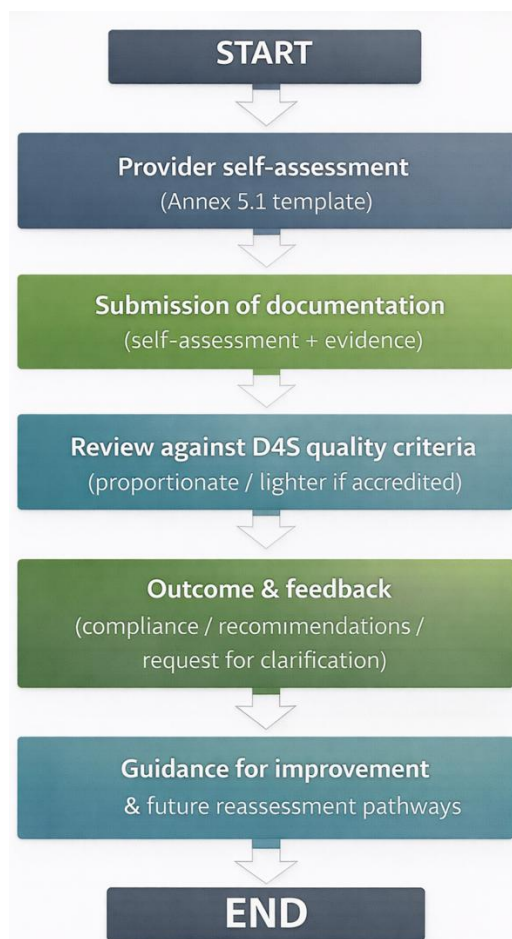 START
Provider self-assessment
(Annex 5.1 template)
Submission of documentation
(self-assessment + evidence)
Review against D4S quality criteria
(proportionate / lighter if accredited)
Outcome & feedback
(compliance / recommendations /
request for clarification)
Guidance for improvement
& future reassessment pathways
END